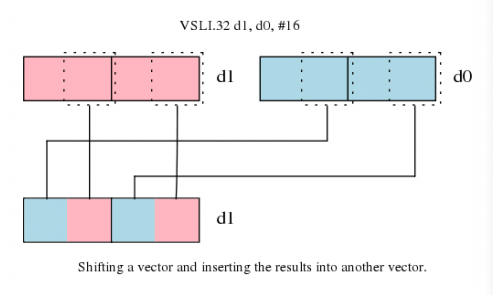 VSLI.32 d1, d0, #16
d1
d0
d1
Shifting a vector and inserting the results into another vector.